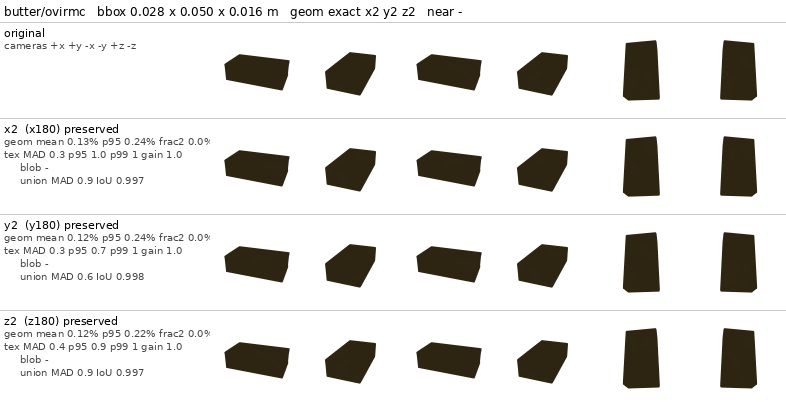 butter/ovirmc   bbox 0.028 x 0.050 x 0.016 m   geom exact x2 y2 z2   near -
original
cameras +x +y -x -y +z -z
x2  (x180) preserved
geom mean 0.13% p95 0.24% frac2 0.0%
tex MAD 0.3 p95 1.0 p99 1 gain 1.0
blob -
union MAD 0.9 IoU 0.997
y2  (y180) preserved
geom mean 0.12% p95 0.24% frac2 0.0%
tex MAD 0.3 p95 0.7 p99 1 gain 1.0
blob -
union MAD 0.6 IoU 0.998
z2  (z180) preserved
geom mean 0.12% p95 0.22% frac2 0.0%
tex MAD 0.4 p95 0.9 p99 1 gain 1.0
blob -
union MAD 0.9 IoU 0.997